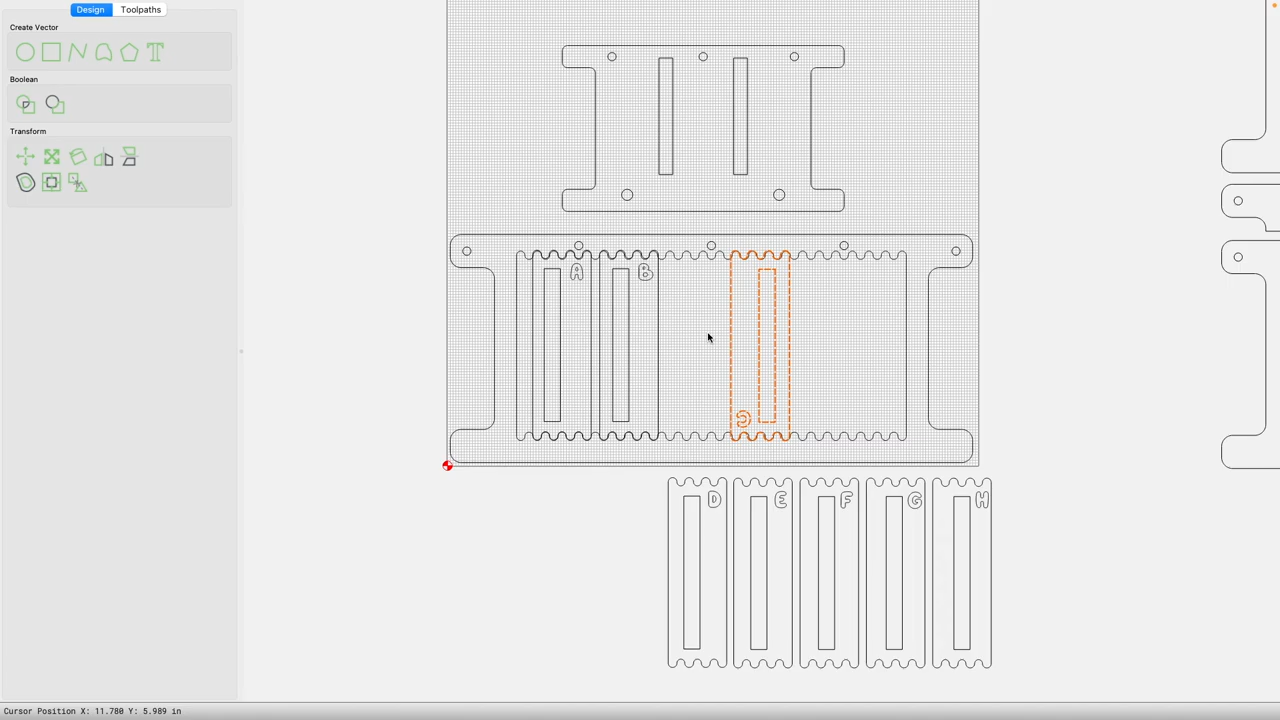 Design Toolpaths
Create Vector
T
Boolean
Transform
A B
C
D E F G H
Cursor Position X: 11.780 Y: 5.989 in